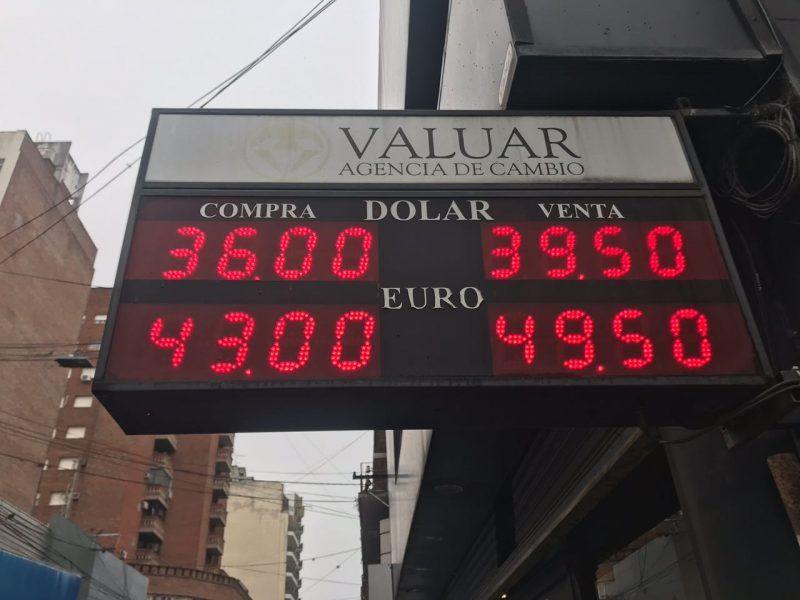 VALUAR
AGENCIA DE CAMBIO
COMPRA DOLAR VENTA
36.00 39.50
EURO
43.00 49.50